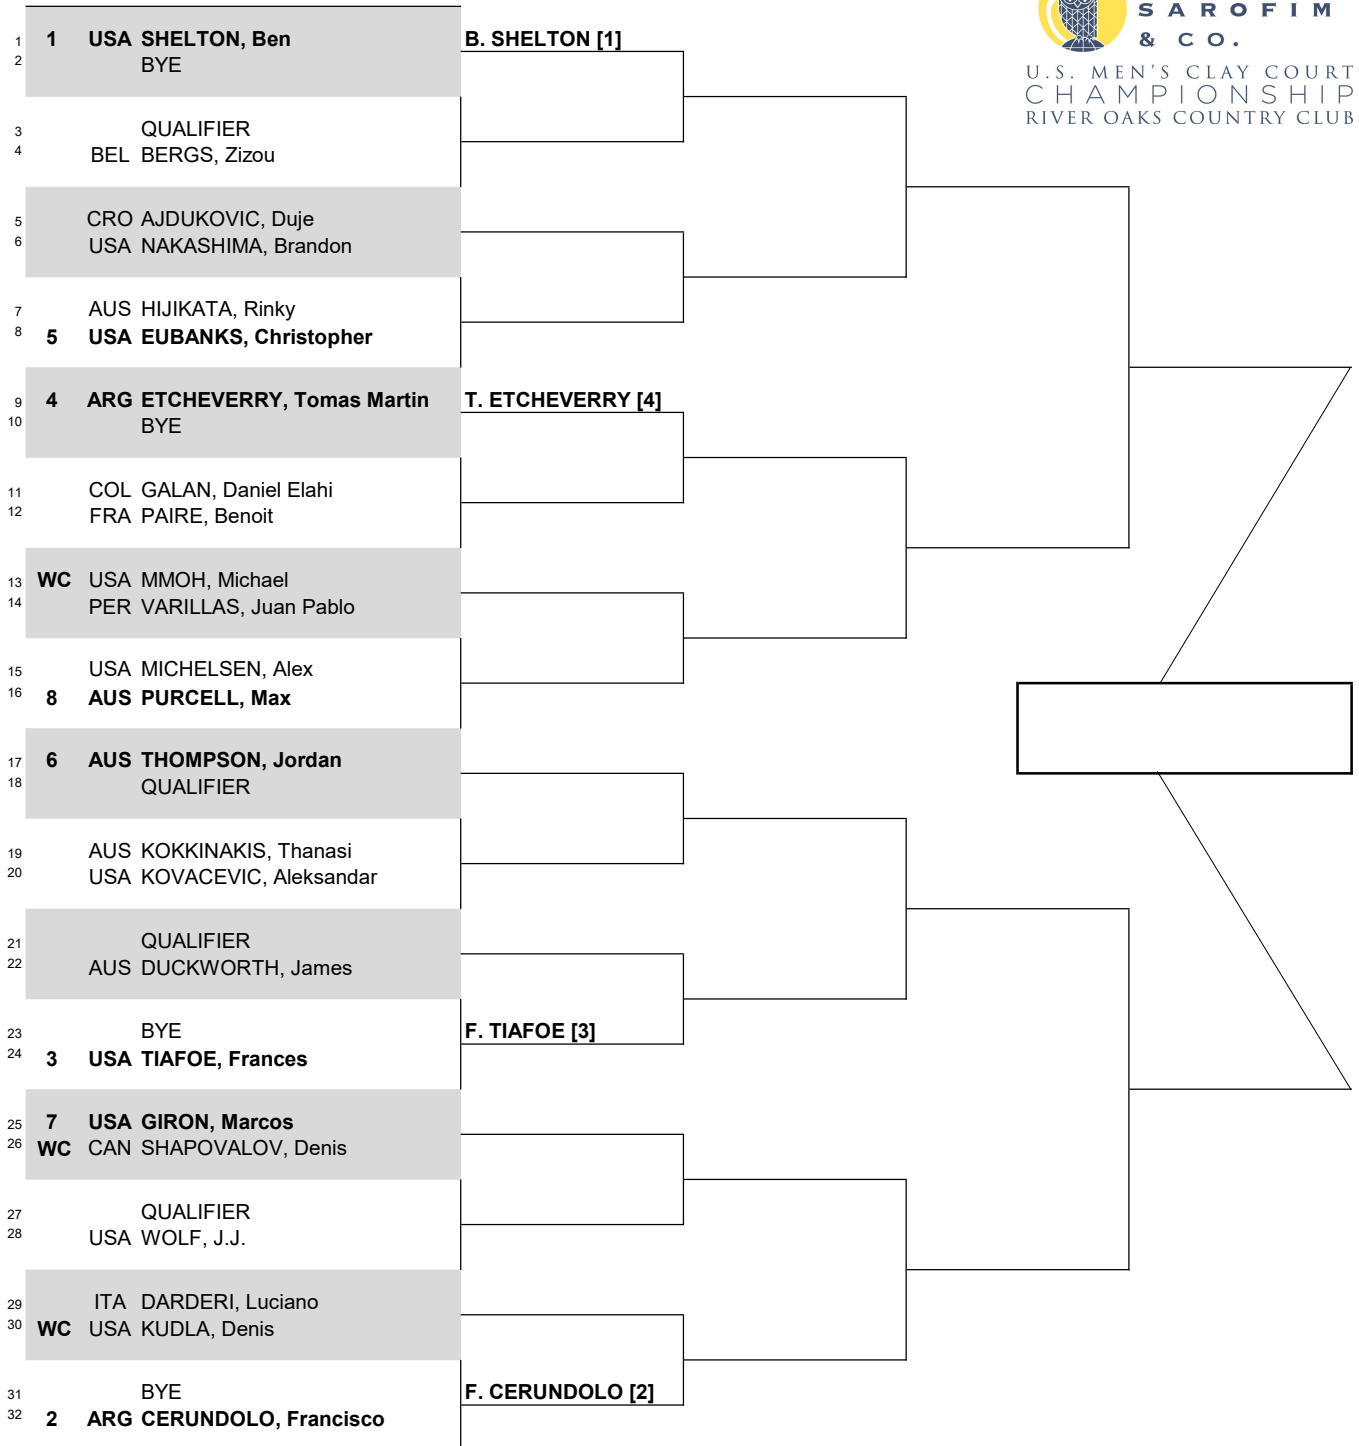 SAROFIM
& CO.
U.S. MEN'S CLAY COURT
CHAMPIONSHIP
RIVER OAKS COUNTRY CLUB
1 1 USA SHELTON, Ben B. SHELTON [1]
2 BYE
3 QUALIFIER
4 BEL BERGS, Zizou
5 CRO AJDUKOVIC, Duje
6 USA NAKASHIMA, Brandon
7 AUS HIJIKATA, Rinky
8 5 USA EUBANKS, Christopher
9 4 ARG ETCHEVERRY, Tomas Martin T. ETCHEVERRY [4]
10 BYE
11 COL GALAN, Daniel Elahi
12 FRA PAIRE, Benoit
13 WC USA MMOH, Michael
14 PER VARILLAS, Juan Pablo
15 USA MICHELSEN, Alex
16 8 AUS PURCELL, Max
17 6 AUS THOMPSON, Jordan
18 QUALIFIER
19 AUS KOKKINAKIS, Thanasi
20 USA KOVACEVIC, Aleksandar
21 QUALIFIER
22 AUS DUCKWORTH, James
23 BYE F. TIAFOE [3]
24 3 USA TIAFOE, Frances
25 7 USA GIRON, Marcos
26 WC CAN SHAPOVALOV, Denis
27 QUALIFIER
28 USA WOLF, J.J.
29 ITA DARDERI, Luciano
30 WC USA KUDLA, Denis
31 BYE F. CERUNDOLO [2]
32 2 ARG CERUNDOLO, Francisco